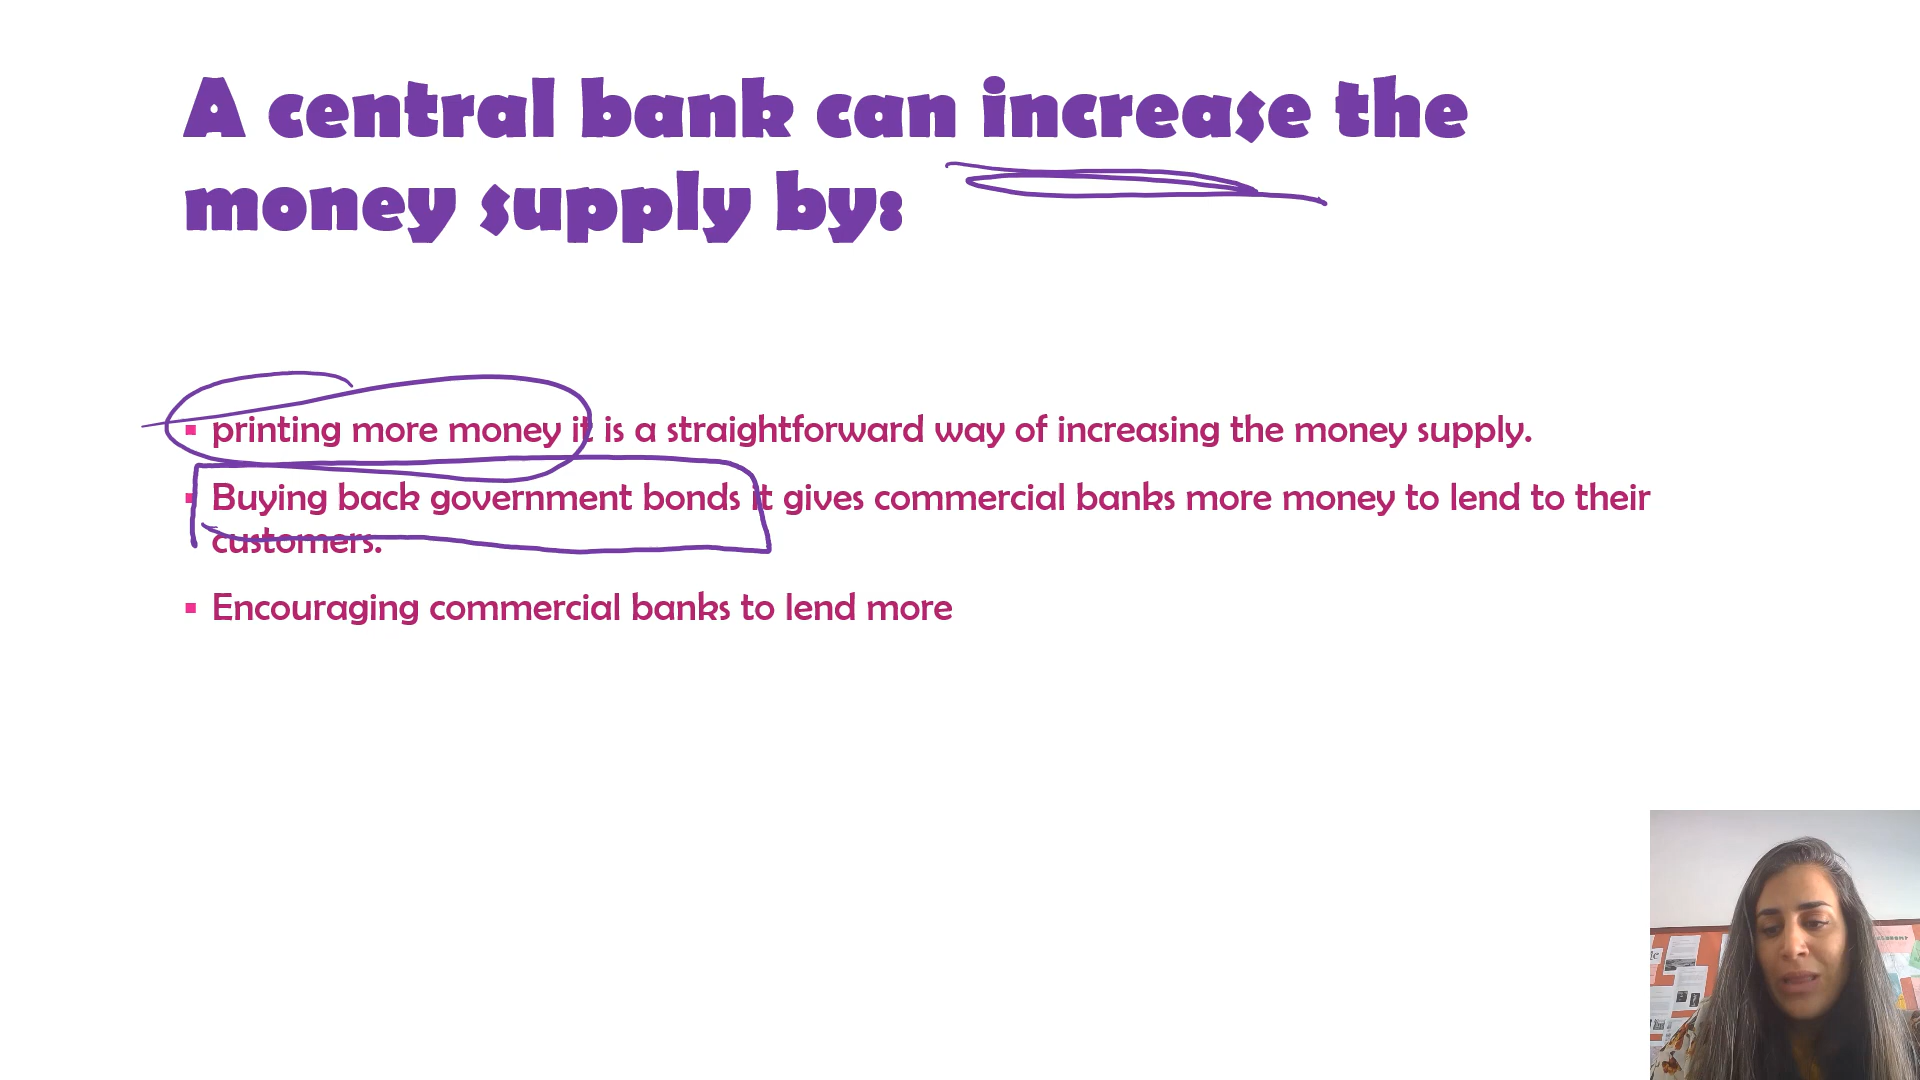 A central bank can increase the
money supply by:
printing more money it is a straightforward way of increasing the money supply.
Buying back government bonds it gives commercial banks more money to lend to their
customers.
Encouraging commercial banks to lend more